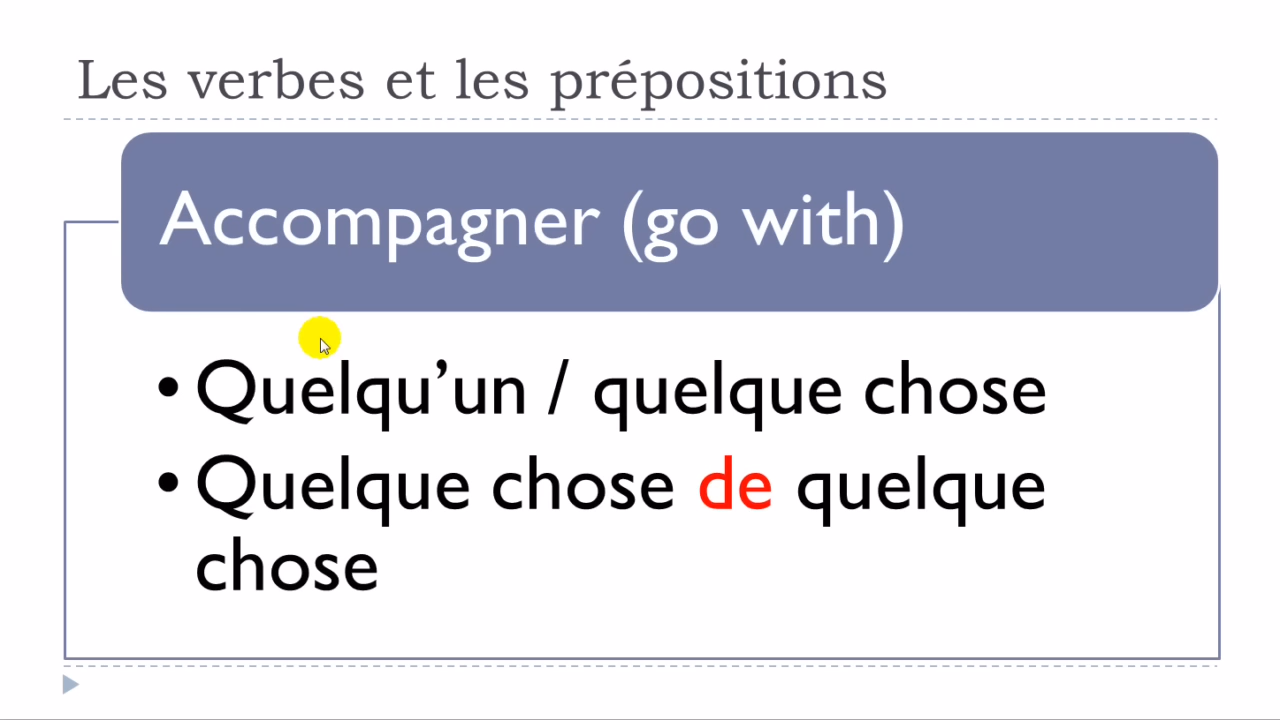 Les verbes et les prépositions
Accompagner (go with)
• Quelqu’un / quelque chose
• Quelque chose de quelque
chose